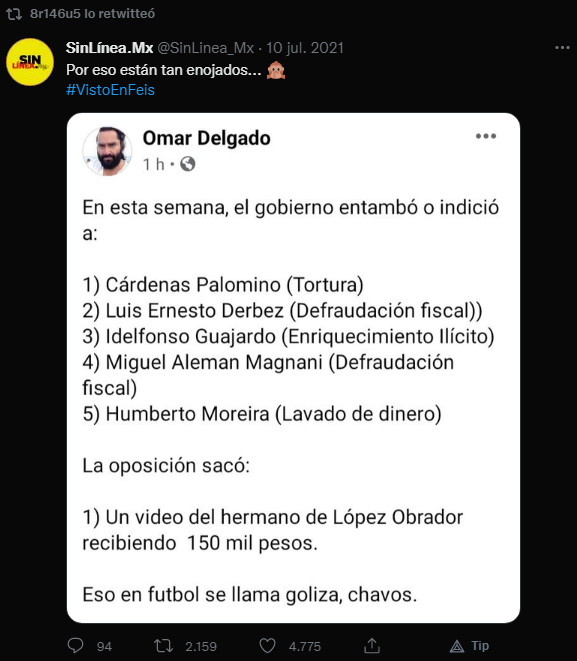 8r146u5 lo retwitteó
SinLínea.Mx @SinLinea_Mx · 10 jul. 2021
Por eso están tan enojados... 🙊
#VistoEnFeis
SIN
LINEA.MX
Omar Delgado
1 h ·
En esta semana, el gobierno entambó o indició
a:
1) Cárdenas Palomino (Tortura)
2) Luis Ernesto Derbez (Defraudación fiscal))
3) Idelfonso Guajardo (Enriquecimiento Ilícito)
4) Miguel Aleman Magnani (Defraudación
fiscal)
5) Humberto Moreira (Lavado de dinero)
La oposición sacó:
1) Un video del hermano de López Obrador
recibiendo  150 mil pesos.
Eso en futbol se llama goliza, chavos.
94 2.159 4.775 Tip